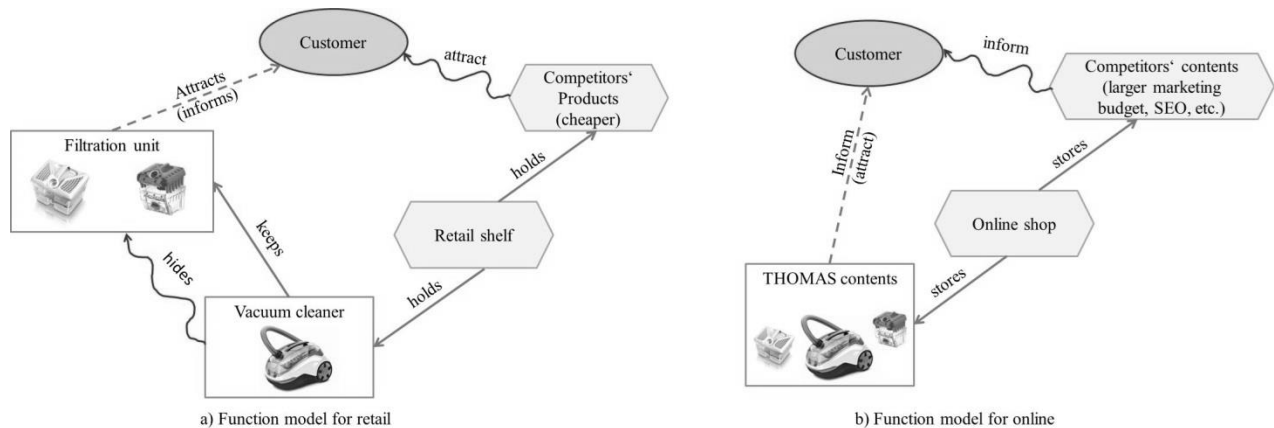 Customer
attract
Competitors‘
Products
(cheaper)
Attracts
(informs)
Filtration unit
holds
keeps
Retail shelf
hides
holds
Vacuum cleaner
a) Function model for retail
Customer
inform
Competitors‘ contents
(larger marketing
budget, SEO, etc.)
Inform
(attract)
stores
Online shop
stores
THOMAS contents
b) Function model for online